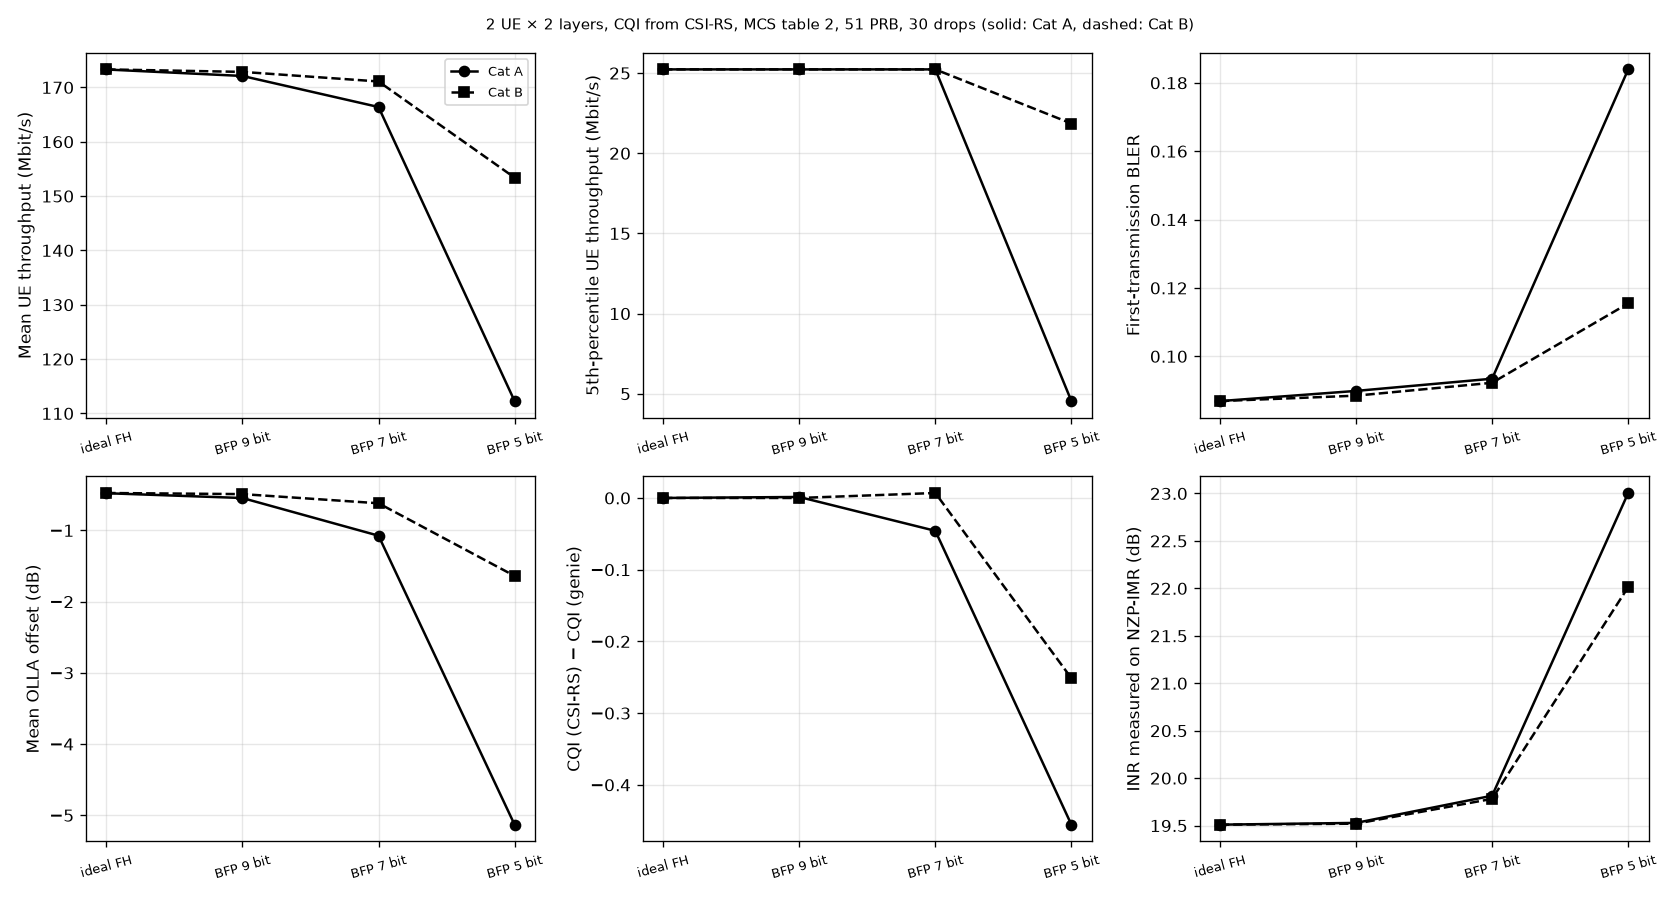 2 UE × 2 layers, CQI from CSI-RS, MCS table 2, 51 PRB, 30 drops (solid: Cat A, dashed: Cat B)
Mean UE throughput (Mbit/s)
170
160
150
140
130
120
110
Cat A
Cat B
ideal FH
BFP 9 bit
BFP 7 bit
BFP 5 bit
5th-percentile UE throughput (Mbit/s)
25
20
15
10
5
ideal FH
BFP 9 bit
BFP 7 bit
BFP 5 bit
First-transmission BLER
0.18
0.16
0.14
0.12
0.10
ideal FH
BFP 9 bit
BFP 7 bit
BFP 5 bit
Mean OLLA offset (dB)
−1
−2
−3
−4
−5
ideal FH
BFP 9 bit
BFP 7 bit
BFP 5 bit
CQI (CSI-RS) − CQI (genie)
0.0
−0.1
−0.2
−0.3
−0.4
ideal FH
BFP 9 bit
BFP 7 bit
BFP 5 bit
INR measured on NZP-IMR (dB)
23.0
22.5
22.0
21.5
21.0
20.5
20.0
19.5
ideal FH
BFP 9 bit
BFP 7 bit
BFP 5 bit